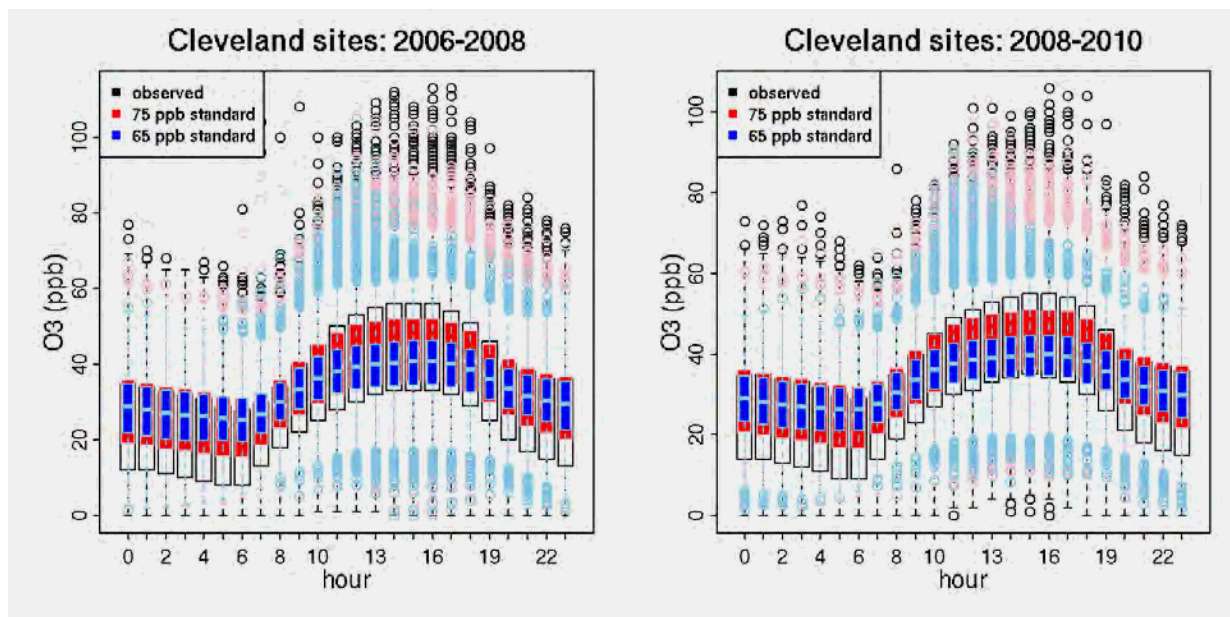 Cleveland sites: 2006-2008
observed
75 ppb standard
65 ppb standard
O3 (ppb)
0 20 40 60 80 100
0 2 4 6 8 10 13 16 19 22
hour
Cleveland sites: 2008-2010
observed
75 ppb standard
65 ppb standard
O3 (ppb)
0 20 40 60 80 100
0 2 4 6 8 10 13 16 19 22
hour